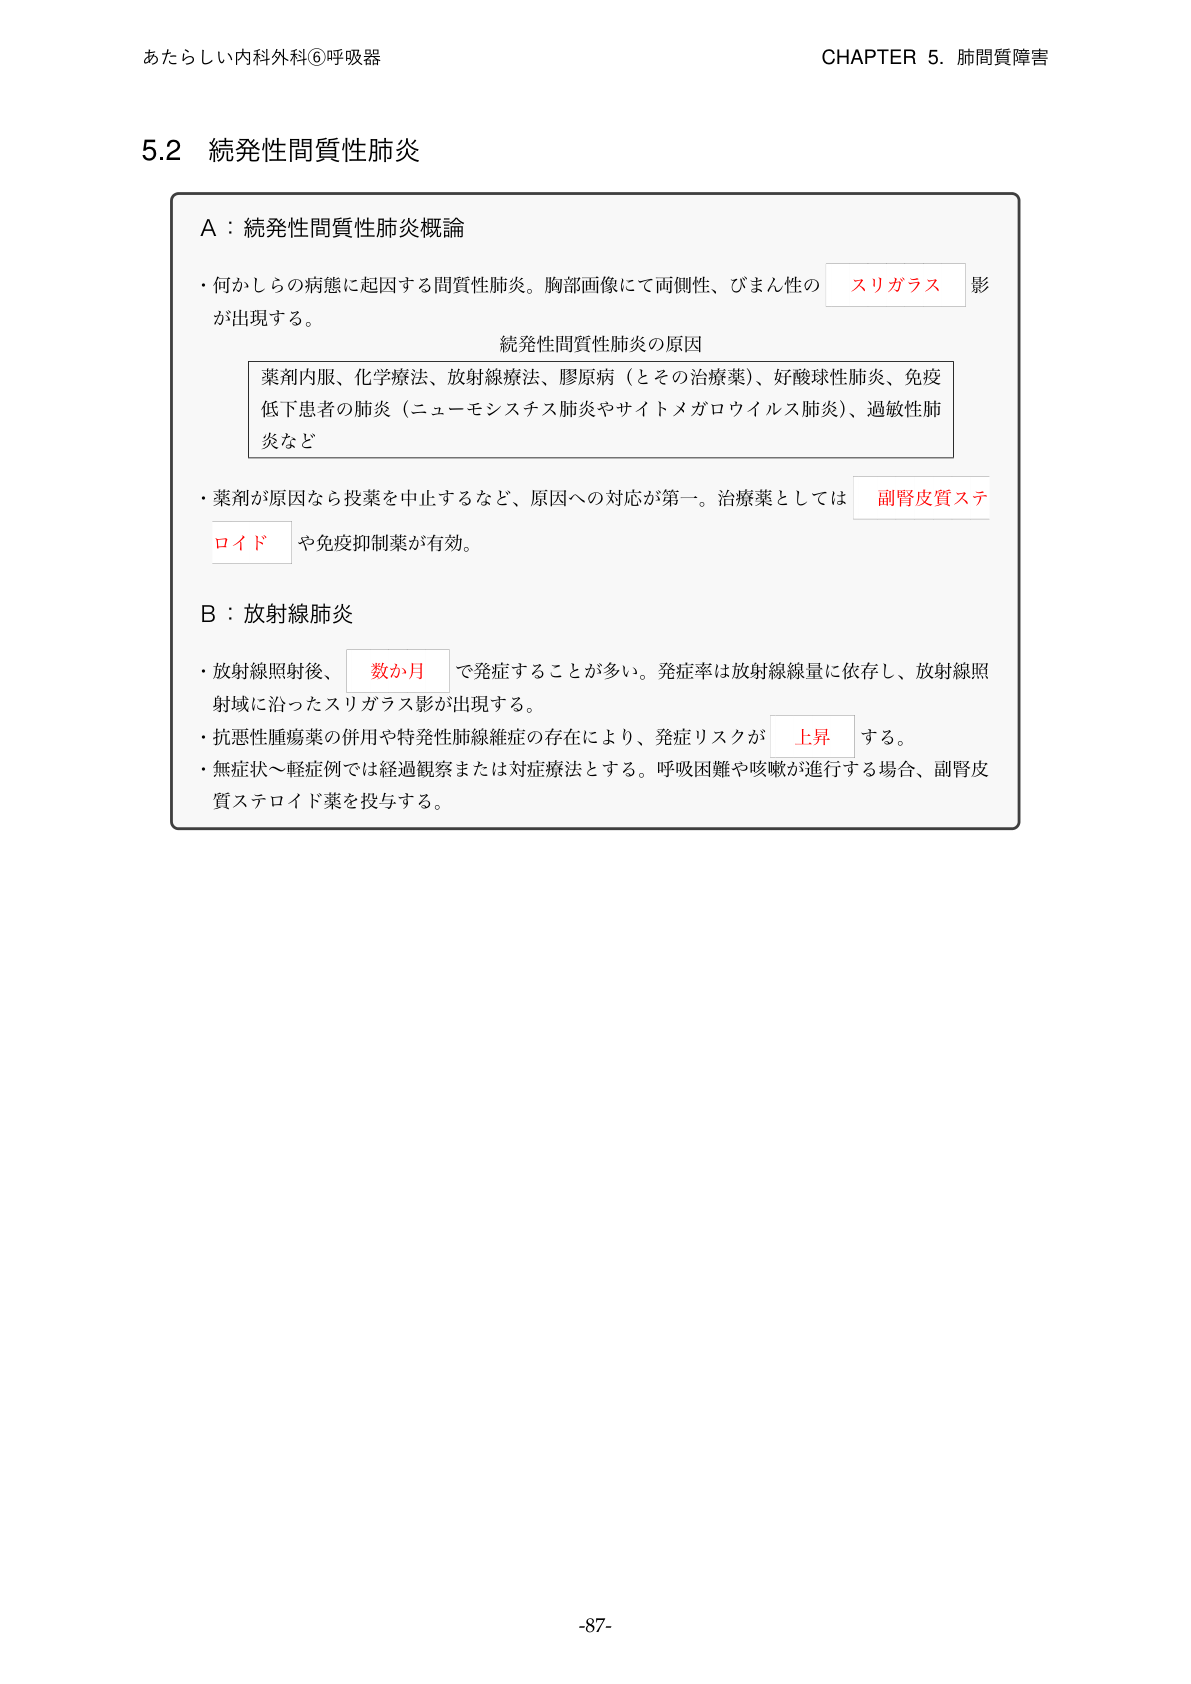 あたらしい内科外科⑥呼吸器
CHAPTER 5. 肺間質障害
5.2 続発性間質性肺炎
A：続発性間質性肺炎概論
・何かしらの病態に起因する間質性肺炎。胸部画像にて両側性、びまん性の スリガラス 影
が出現する。
続発性間質性肺炎の原因
薬剤内服、化学療法、放射線療法、膠原病（とその治療薬）、好酸球性肺炎、免疫
低下患者の肺炎（ニューモシスチス肺炎やサイトメガロウイルス肺炎）、過敏性肺
炎など
・薬剤が原因なら投薬を中止するなど、原因への対応が第一。治療薬としては 副腎皮質ステ
ロイド や免疫抑制薬が有効。
B：放射線肺炎
・放射線照射後、 数か月 で発症することが多い。発症率は放射線線量に依存し、放射線照
射域に沿ったスリガラス影が出現する。
・抗悪性腫瘍薬の併用や特発性肺線維症の存在により、発症リスクが 上昇 する。
・無症状〜軽症例では経過観察または対症療法とする。呼吸困難や咳嗽が進行する場合、副腎皮
質ステロイド薬を投与する。
-87-